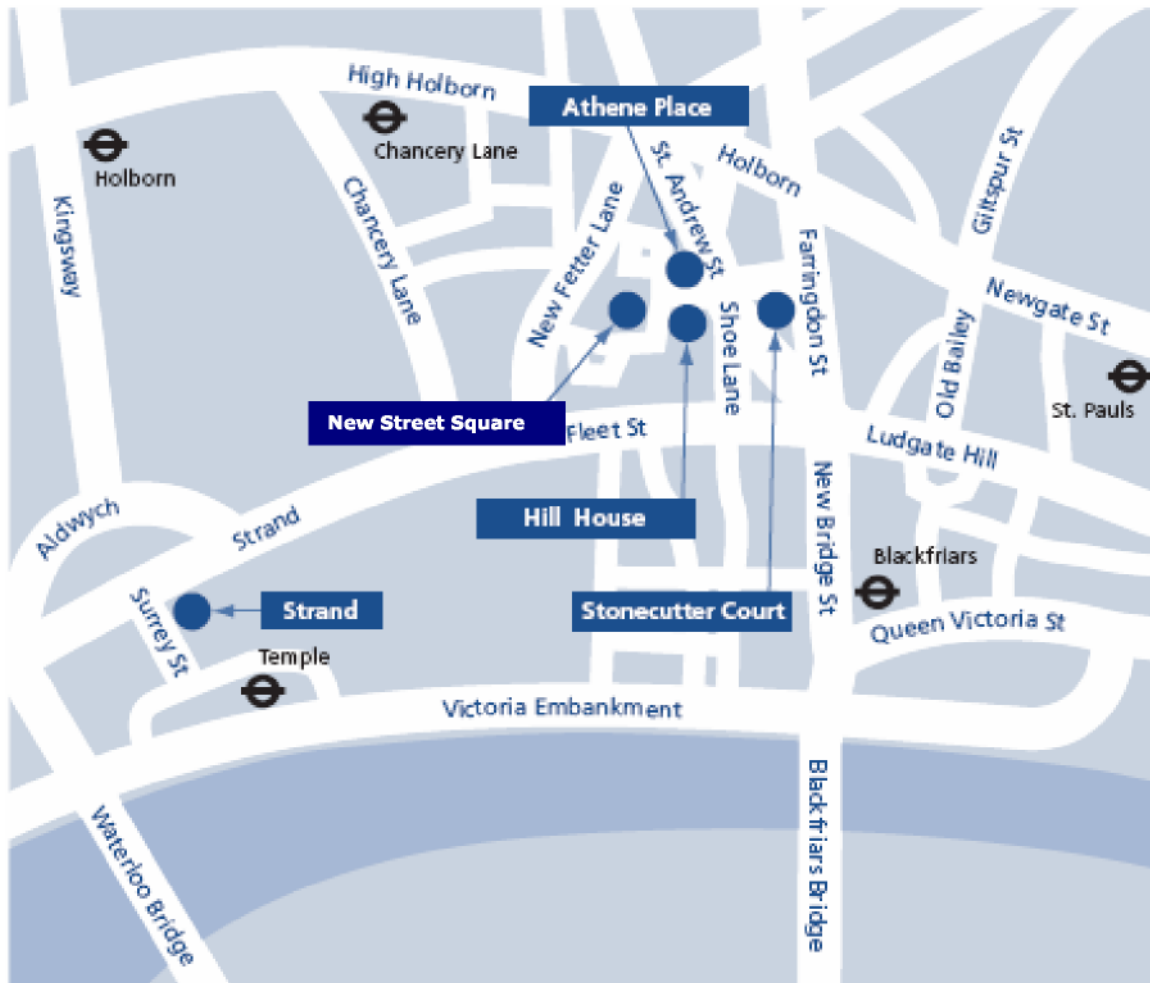 High Holborn
Athene Place
Chancery Lane
Holborn
St. Andrew St
Holborn
Giltspur St
Kingsway
Chancery Lane
New Fetter Lane
Farringdon St
Newgate St
Shoe Lane
Old Bailey
St. Pauls
New Street Square
Fleet St
Ludgate Hill
Aldwych
Strand
Hill House
New Bridge St
Blackfriars
Surrey St
Strand
Stonecutter Court
Queen Victoria St
Temple
Victoria Embankment
Waterloo Bridge
Blackfriars Bridge